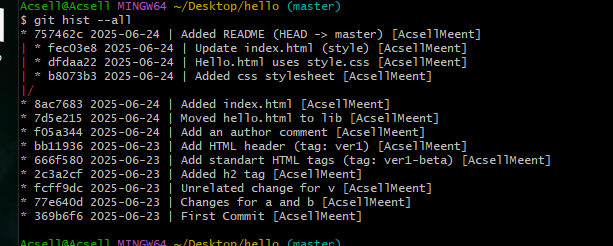 Acsell@Acsell MINGW64 ~/Desktop/hello (master)
$ git hist --all
* 757462c 2025-06-24 | Added README (HEAD -> master) [AcsellMeent]
| * fec03e8 2025-06-24 | Update index.html (style) [AcsellMeent]
| * dfdaa22 2025-06-24 | Hello.html uses style.css [AcsellMeent]
| * b8073b3 2025-06-24 | Added css stylesheet [AcsellMeent]
|/
* 8ac7683 2025-06-24 | Added index.html [AcsellMeent]
* 7d5e215 2025-06-24 | Moved hello.html to lib [AcsellMeent]
* f05a344 2025-06-24 | Add an author comment [AcsellMeent]
* bb11936 2025-06-23 | Add HTML header (tag: ver1) [AcsellMeent]
* 666f580 2025-06-23 | Add standart HTML tags (tag: ver1-beta) [AcsellMeent]
* 2c3a2cf 2025-06-23 | Added h2 tag [AcsellMeent]
* fcff9dc 2025-06-23 | Unrelated change for v [AcsellMeent]
* 77e640d 2025-06-23 | Changes for a and b [AcsellMeent]
* 369b6f6 2025-06-23 | First Commit [AcsellMeent]
Acsell@Acsell MINGW64 ~/Desktop/hello (master)